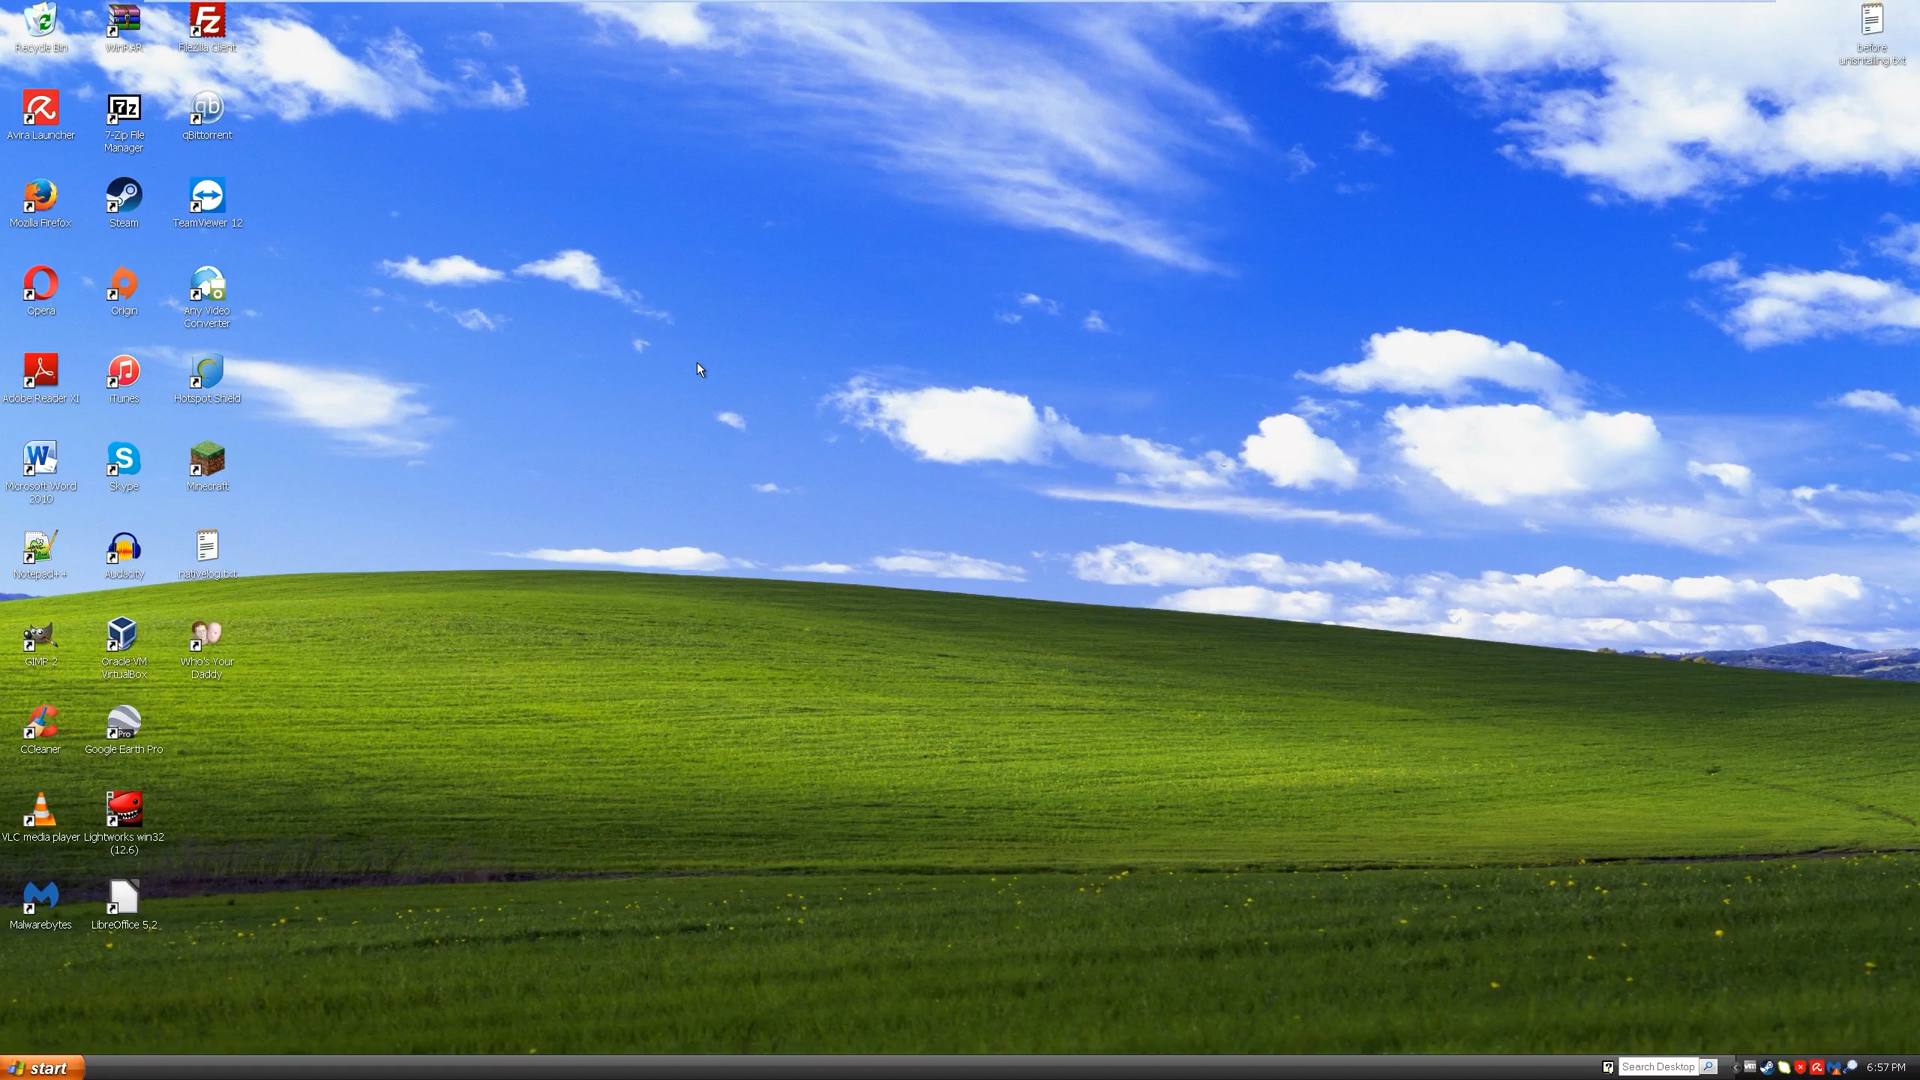 Recycle Bin
WinRAR
FileZilla Client
before
unisntalling.txt
Avira Launcher
7-Zip File
Manager
qBittorrent
Mozilla Firefox
Steam
TeamViewer 12
Opera
Origin
Any Video
Converter
Adobe Reader XI
iTunes
Hotspot Shield
Microsoft Word
2010
Skype
Minecraft
Notepad++
Audacity
nativelog.txt
GIMP 2
Oracle VM
VirtualBox
Who's Your
Daddy
CCleaner
Google Earth Pro
VLC media player
Lightworks win32
(12.6)
Malwarebytes
LibreOffice 5.2
start
Search Desktop
6:57 PM